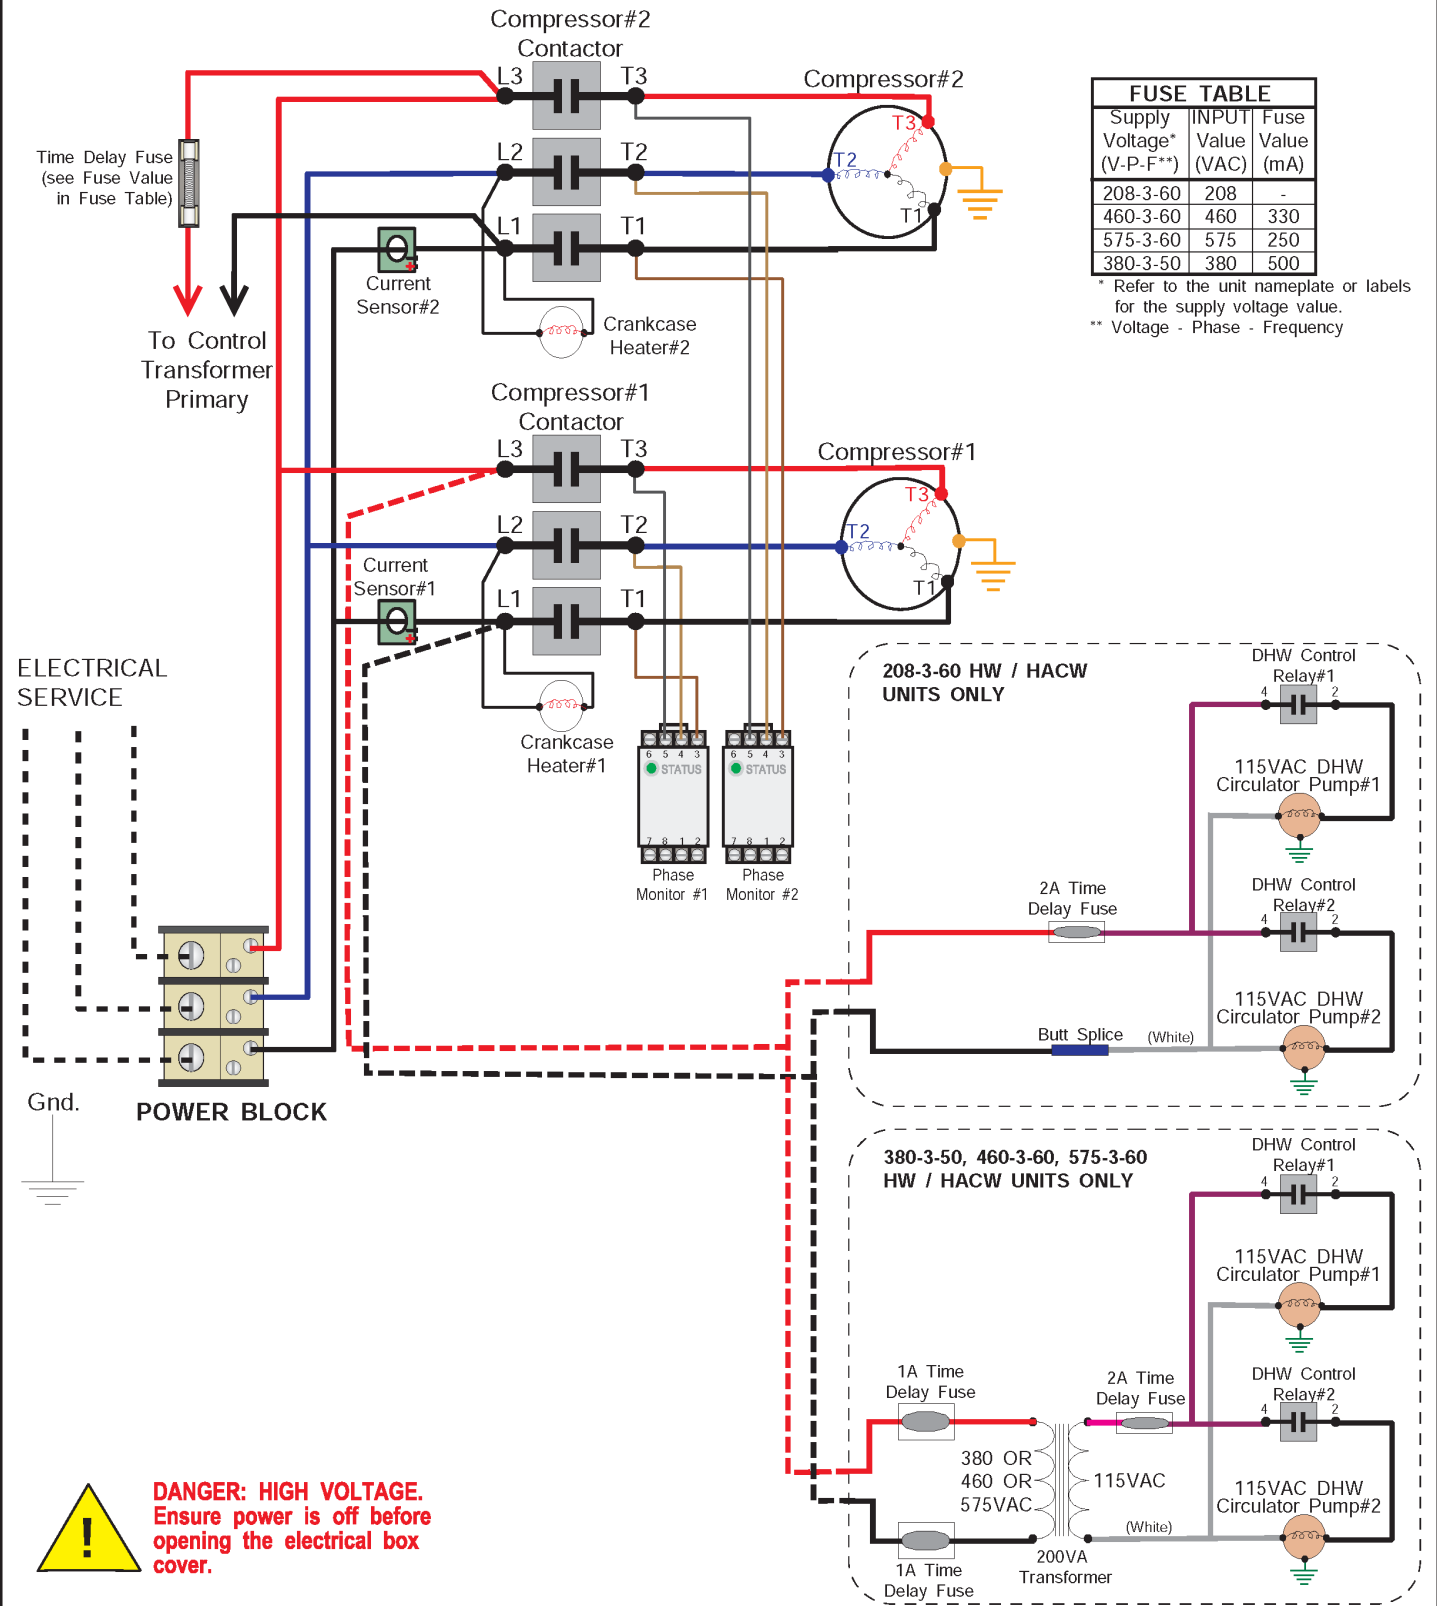 Compressor#2
Contactor
L3
T3
Compressor#2
T3
L2
T2
T2
L1
T1
T1
Time Delay Fuse
(see Fuse Value
in Fuse Table)
Current
Sensor#2
Crankcase
Heater#2
To Control
Transformer
Primary
FUSE TABLE
Supply Voltage* (V-P-F**) INPUT Value (VAC) Fuse Value (mA)
208-3-60 208 -
460-3-60 460 330
575-3-60 575 250
380-3-50 380 500
* Refer to the unit nameplate or labels
for the supply voltage value.
** Voltage - Phase - Frequency
Compressor#1
Contactor
L3
T3
Compressor#1
T3
L2
T2
T2
Current
Sensor#1
L1
T1
T1
Crankcase
Heater#1
ELECTRICAL
SERVICE
6 5 4 3
STATUS
7 8 1 2
Phase
Monitor #1
6 5 4 3
STATUS
7 8 1 2
Phase
Monitor #2
208-3-60 HW / HACW
UNITS ONLY
DHW Control
Relay#1
4 2
115VAC DHW
Circulator Pump#1
2A Time
Delay Fuse
DHW Control
Relay#2
4 2
115VAC DHW
Circulator Pump#2
Butt Splice
(White)
Gnd.
POWER BLOCK
380-3-50, 460-3-60, 575-3-60
HW / HACW UNITS ONLY
DHW Control
Relay#1
4 2
115VAC DHW
Circulator Pump#1
1A Time
Delay Fuse
2A Time
Delay Fuse
DHW Control
Relay#2
4 2
380 OR
460 OR
575VAC
115VAC
115VAC DHW
Circulator Pump#2
(White)
1A Time
Delay Fuse
200VA
Transformer
!
DANGER: HIGH VOLTAGE.
Ensure power is off before
opening the electrical box
cover.